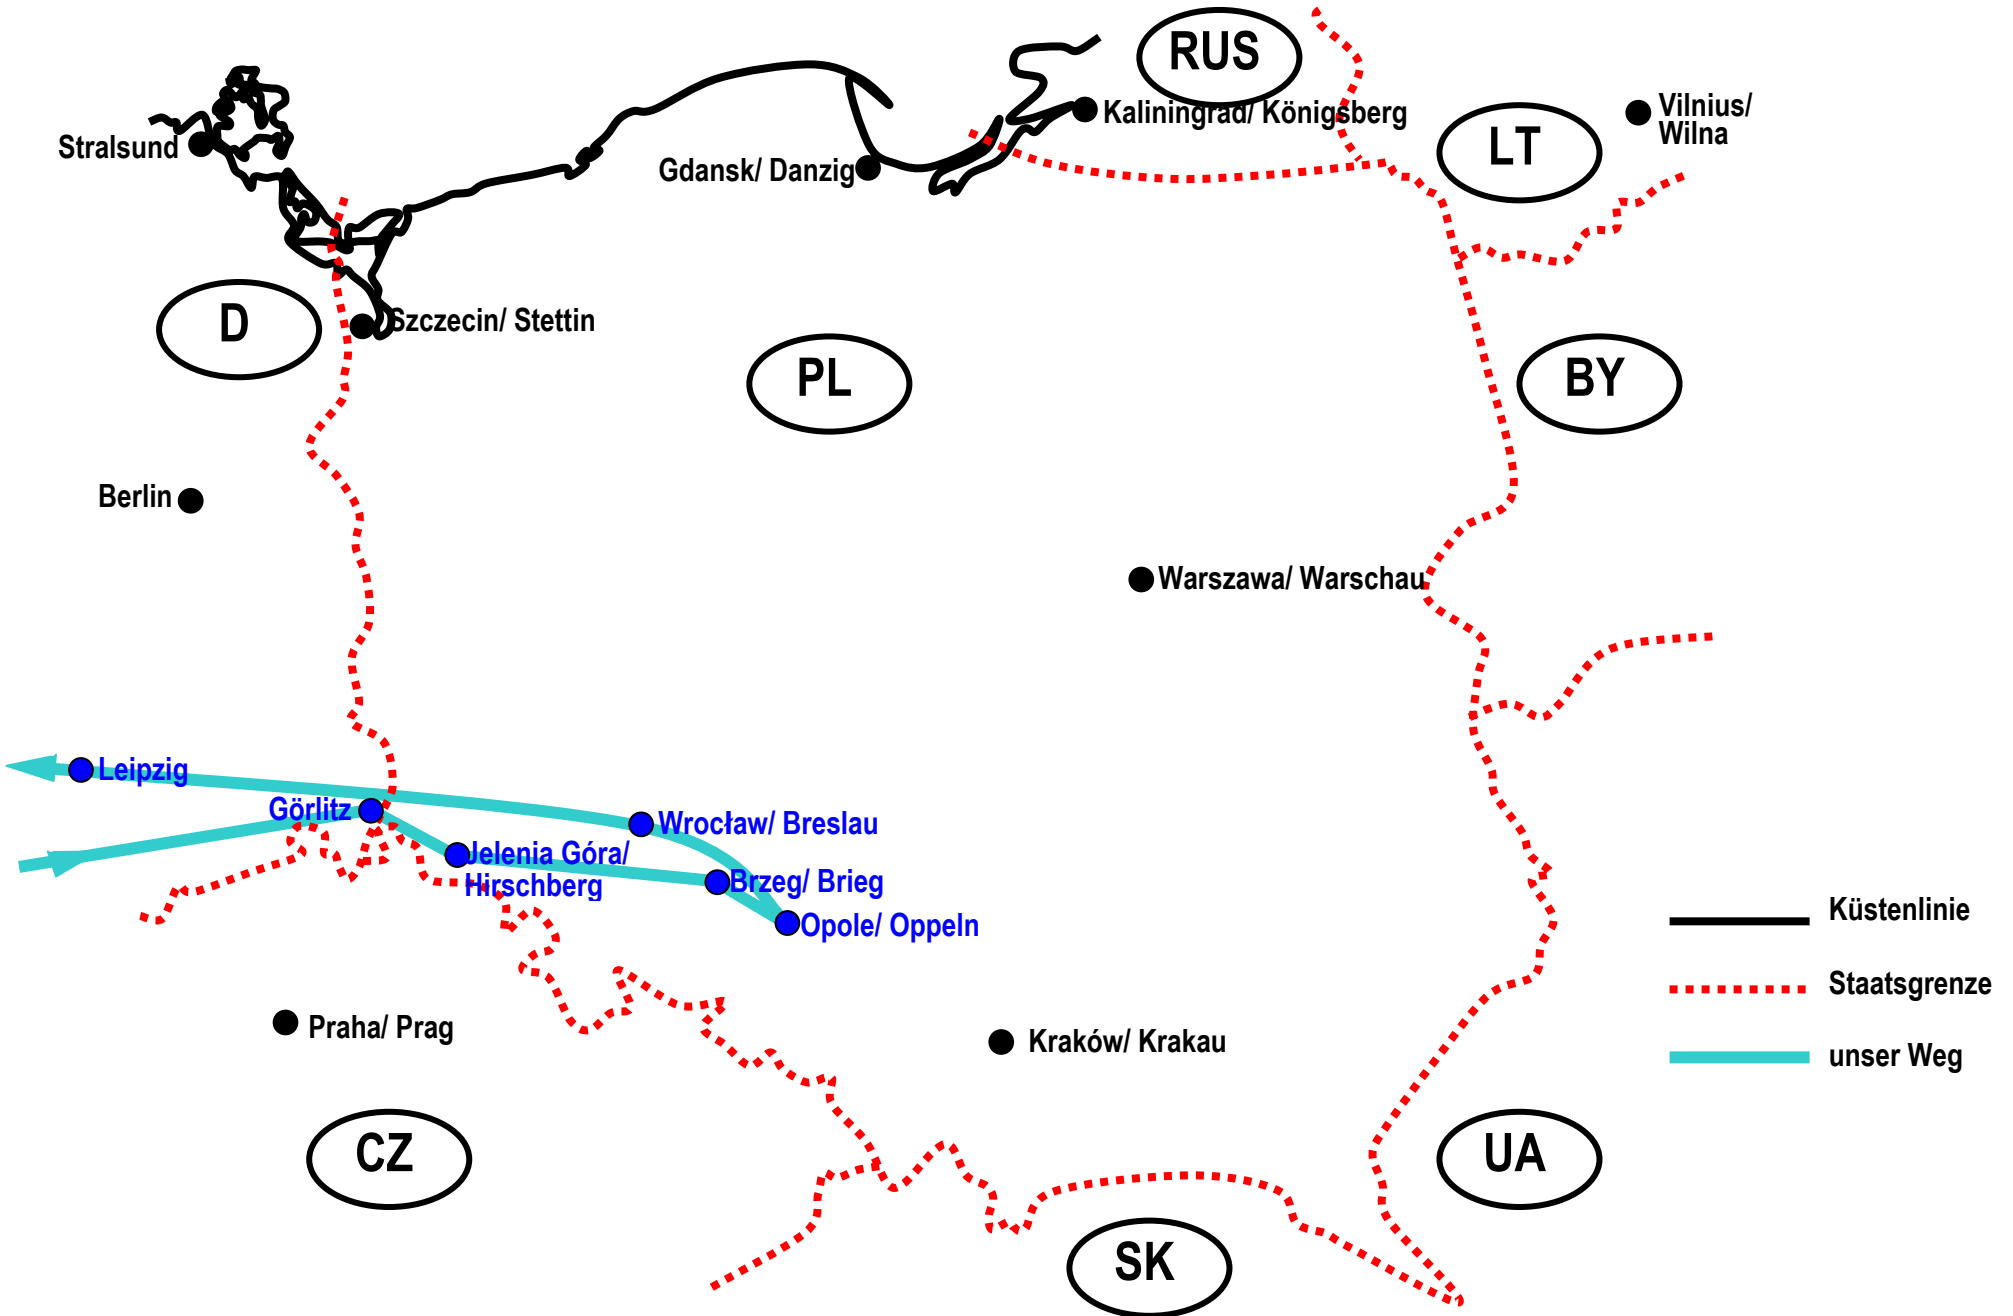 RUS
Kaliningrad/ Königsberg
Vilnius/
Wilna
LT
Stralsund
Gdansk/ Danzig
D
Szczecin/ Stettin
PL
BY
Berlin
Warszawa/ Warschau
Leipzig
Görlitz
Wrocław/ Breslau
Jelenia Góra/
Hirschberg
Brzeg/ Brieg
Opole/ Oppeln
Küstenlinie
Staatsgrenze
unser Weg
Praha/ Prag
Kraków/ Krakau
CZ
UA
SK